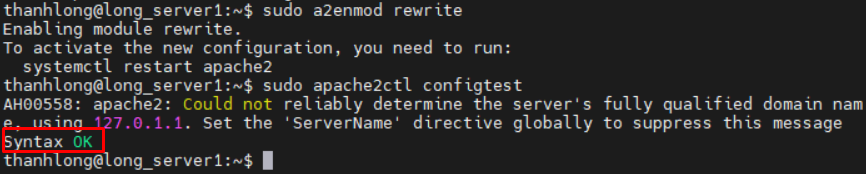 thanhlong@long_server1:~$ sudo a2enmod rewrite
Enabling module rewrite.
To activate the new configuration, you need to run:
  systemctl restart apache2
thanhlong@long_server1:~$ sudo apache2ctl configtest
AH00558: apache2: Could not reliably determine the server's fully qualified domain nam
e, using 127.0.1.1. Set the 'ServerName' directive globally to suppress this message
Syntax OK
thanhlong@long_server1:~$